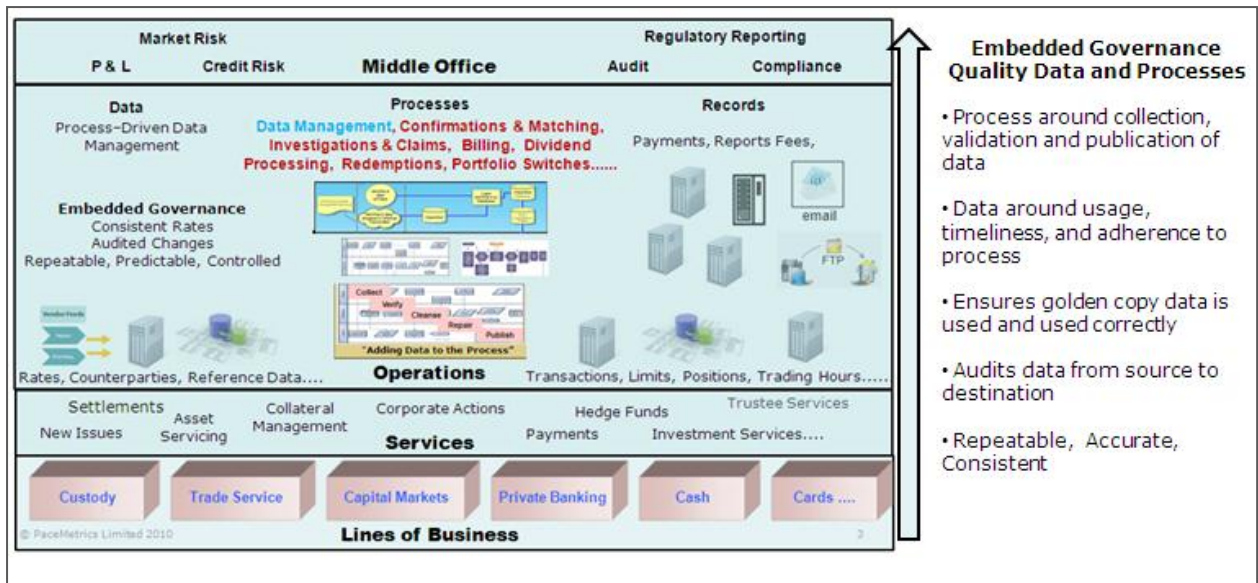 Market Risk
Regulatory Reporting
P & L
Credit Risk
Middle Office
Audit
Compliance
Data
Process-Driven Data
Management
Processes
Data Management, Confirmations & Matching,
Investigations & Claims, Billing, Dividend
Processing, Redemptions, Portfolio Switches......
Records
Payments, Reports Fees,
email
FTP
Embedded Governance
Consistent Rates
Audited Changes
Repeatable, Predictable, Controlled
Vendor Feeds
Collect
Verify
Cleanse
Repair
Publish
"Adding Data to the Process"
Rates, Counterparties, Reference Data....
Operations
Transactions, Limits, Positions, Trading Hours.....
Settlements
New Issues
Asset
Servicing
Collateral
Management
Corporate Actions
Services
Hedge Funds
Payments
Trustee Services
Investment Services....
Custody
Trade Service
Capital Markets
Private Banking
Cash
Cards ....
© PaceMetrics Limited 2010
Lines of Business
Embedded Governance
Quality Data and Processes
•Process around collection,
validation and publication of
data
•Data around usage,
timeliness, and adherence to
process
•Ensures golden copy data is
used and used correctly
•Audits data from source to
destination
•Repeatable, Accurate,
Consistent